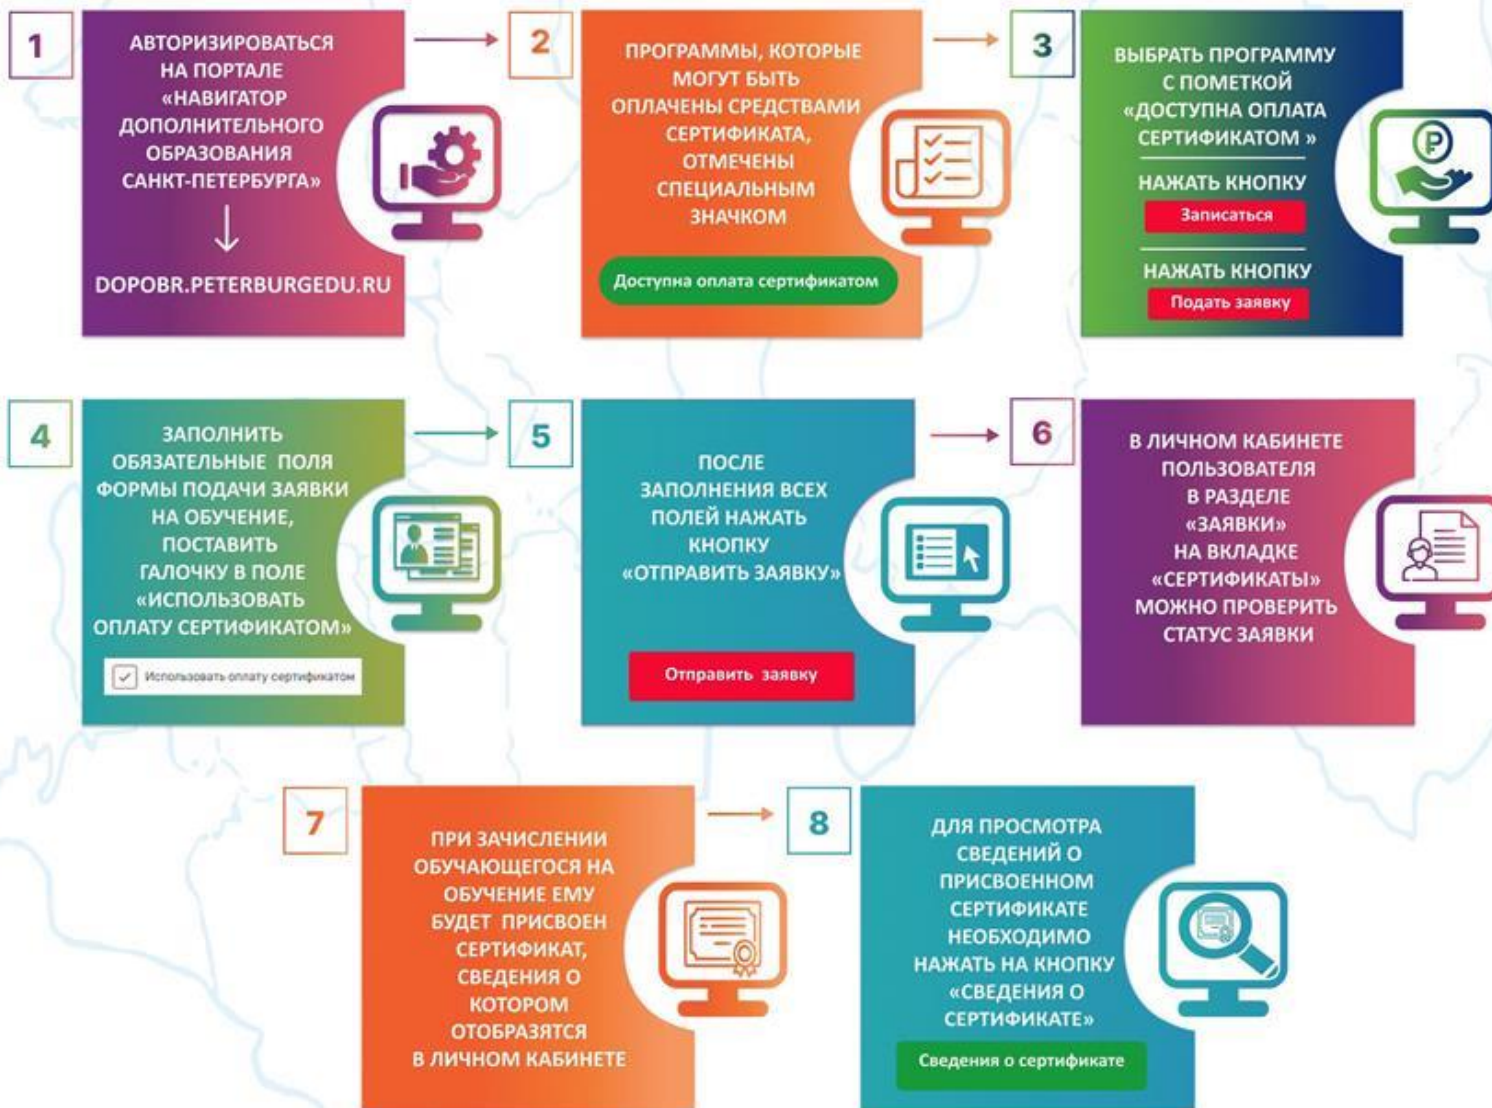 1
АВТОРИЗИРОВАТЬСЯ
НА ПОРТАЛЕ
«НАВИГАТОР
ДОПОЛНИТЕЛЬНОГО
ОБРАЗОВАНИЯ
САНКТ-ПЕТЕРБУРГА»
DOPOBR.PETERBURGEDU.RU
2
ПРОГРАММЫ, КОТОРЫЕ
МОГУТ БЫТЬ
ОПЛАЧЕНЫ СРЕДСТВАМИ
СЕРТИФИКАТА,
ОТМЕЧЕНЫ
СПЕЦИАЛЬНЫМ
ЗНАЧКОМ
Доступна оплата сертификатом
3
ВЫБРАТЬ ПРОГРАММУ
С ПОМЕТКОЙ
«ДОСТУПНА ОПЛАТА
СЕРТИФИКАТОМ »
НАЖАТЬ КНОПКУ
Записаться
НАЖАТЬ КНОПКУ
Подать заявку
4
ЗАПОЛНИТЬ
ОБЯЗАТЕЛЬНЫЕ ПОЛЯ
ФОРМЫ ПОДАЧИ ЗАЯВКИ
НА ОБУЧЕНИЕ,
ПОСТАВИТЬ
ГАЛОЧКУ В ПОЛЕ
«ИСПОЛЬЗОВАТЬ
ОПЛАТУ СЕРТИФИКАТОМ»
Использовать оплату сертификатом
5
ПОСЛЕ
ЗАПОЛНЕНИЯ ВСЕХ
ПОЛЕЙ НАЖАТЬ
КНОПКУ
«ОТПРАВИТЬ ЗАЯВКУ»
Отправить заявку
6
В ЛИЧНОМ КАБИНЕТЕ
ПОЛЬЗОВАТЕЛЯ
В РАЗДЕЛЕ
«ЗАЯВКИ»
НА ВКЛАДКЕ
«СЕРТИФИКАТЫ»
МОЖНО ПРОВЕРИТЬ
СТАТУС ЗАЯВКИ
7
ПРИ ЗАЧИСЛЕНИИ
ОБУЧАЮЩЕГОСЯ НА
ОБУЧЕНИЕ ЕМУ
БУДЕТ ПРИСВОЕН
СЕРТИФИКАТ,
СВЕДЕНИЯ О
КОТОРОМ
ОТОБРАЗЯТСЯ
В ЛИЧНОМ КАБИНЕТЕ
8
ДЛЯ ПРОСМОТРА
СВЕДЕНИЙ О
ПРИСВОЕННОМ
СЕРТИФИКАТЕ
НЕОБХОДИМО
НАЖАТЬ НА КНОПКУ
«СВЕДЕНИЯ О
СЕРТИФИКАТЕ»
Сведения о сертификате